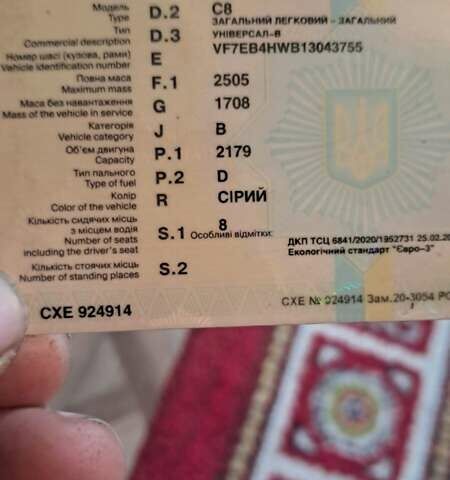 Модель D.2 C8
Type ЗАГАЛЬНИЙ ЛЕГКОВИЙ - ЗАГАЛЬНИЙ
Тип D.3 УНІВЕРСАЛ-В
Commercial description
Номер шасі (кузова, рами) E VF7EB4HWB13043755
Vehicle identification number
Повна маса F.1 2505
Maximum mass
Маса без навантаження G 1708
Mass of the vehicle in service
Категорія J B
Vehicle category
Об'єм двигуна P.1 2179
Capacity
Тип пального P.2 D
Type of fuel
Колір R СІРИЙ
Color of the vehicle
Кількість сидячих місць S.1 8
з місцем водія Особливі відмітки:
Number of seats ДКП ТСЦ 6841/2020/1952731 25.02.20
including the driver's seat Екологічний стандарт "Євро-3"
Кількість стоячих місць S.2
Number of standing places
СХЕ 924914 СХЕ № 924914 Зам.20-3054 РО